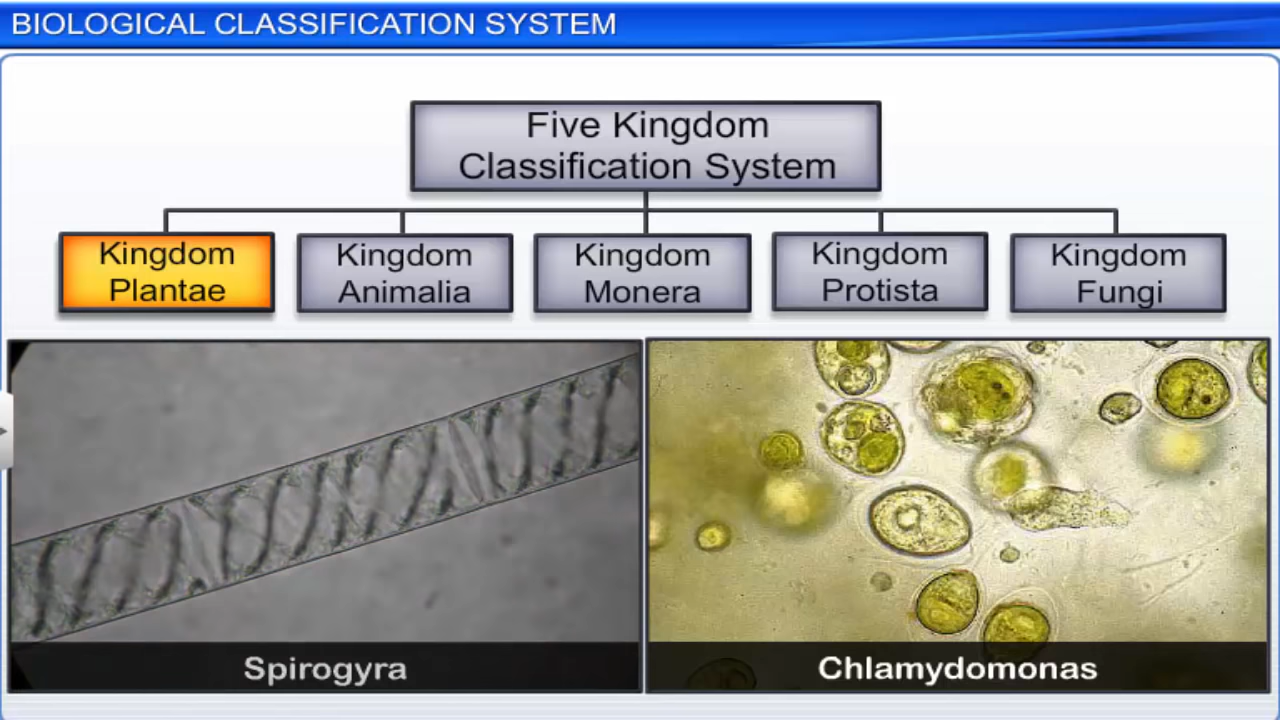 BIOLOGICAL CLASSIFICATION SYSTEM
Five Kingdom
Classification System
Kingdom
Plantae
Kingdom
Animalia
Kingdom
Monera
Kingdom
Protista
Kingdom
Fungi
Spirogyra
Chlamydomonas